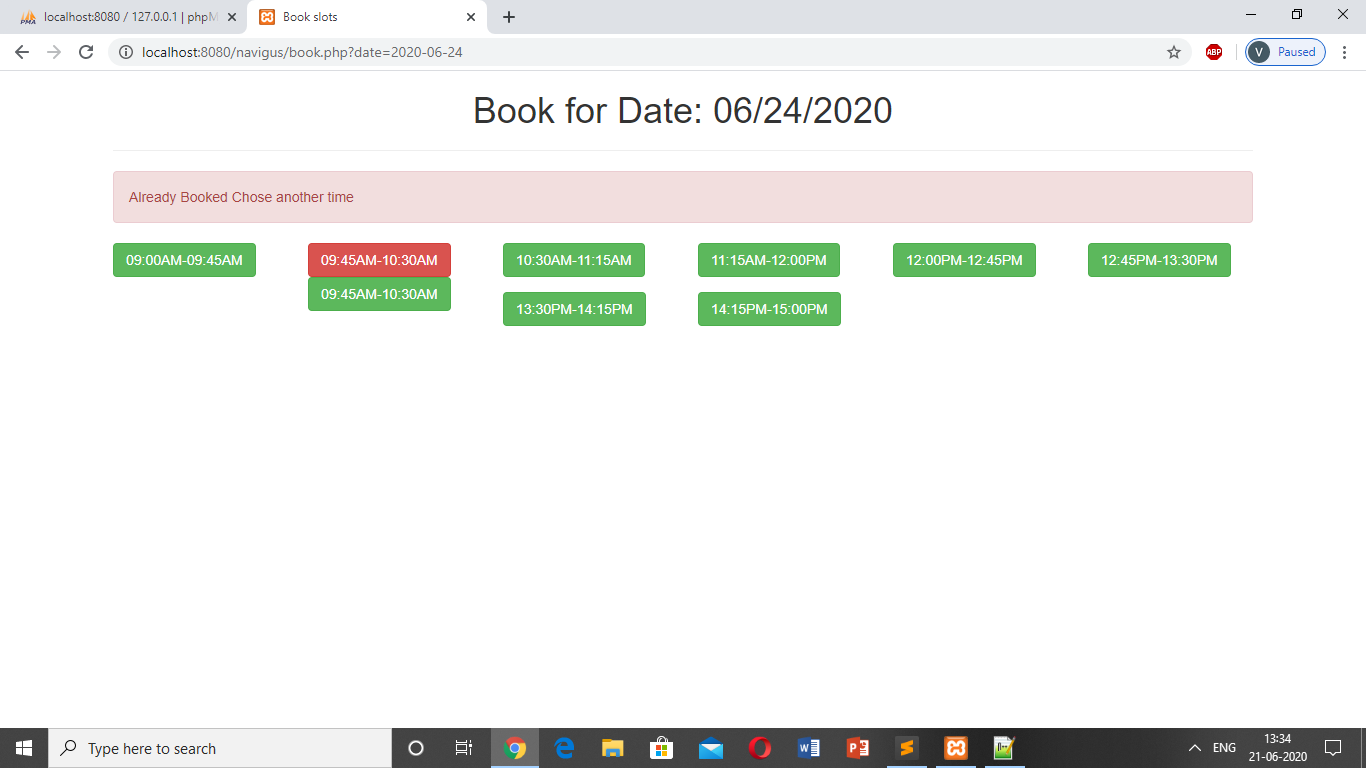 localhost:8080 / 127.0.0.1 | phpM
Book slots
localhost:8080/navigus/book.php?date=2020-06-24
ABP
V
Paused
Book for Date: 06/24/2020
Already Booked Chose another time
09:00AM-09:45AM 09:45AM-10:30AM 10:30AM-11:15AM 11:15AM-12:00PM 12:00PM-12:45PM 12:45PM-13:30PM
09:45AM-10:30AM
13:30PM-14:15PM 14:15PM-15:00PM
Type here to search
ENG
13:34
21-06-2020